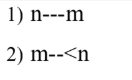 1) n---m
2) m--<n